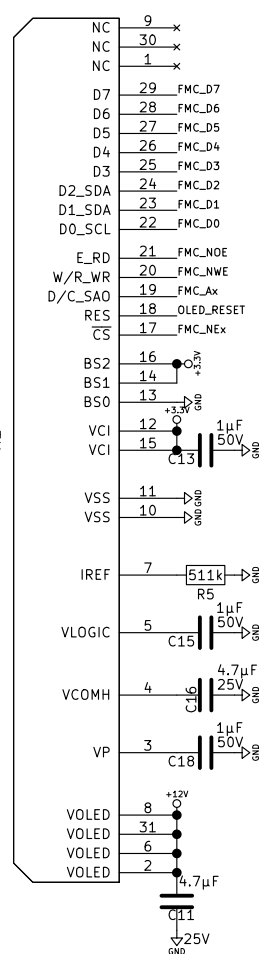 NC 9
NC 30
NC 1
D7 29 FMC_D7
D6 28 FMC_D6
D5 27 FMC_D5
D4 26 FMC_D4
D3 25 FMC_D3
D2_SDA 24 FMC_D2
D1_SDA 23 FMC_D1
D0_SCL 22 FMC_D0
E_RD 21 FMC_NOE
W/R_WR 20 FMC_NWE
D/C_SAO 19 FMC_Ax
RES 18 OLED_RESET
CS 17 FMC_NEx
BS2 16 +3.3V
BS1 14
BS0 13 GND
+3.3V
VCI 12 1µF
VCI 15 50V GND
C13
VSS 11 GND
VSS 10 GND
IREF 7 511k GND
R5
1µF
VLOGIC 5 50V GND
C15
4.7µF
VCOMH 4 C16 25V GND
1µF
VP 3 50V GND
C18
+12V
VOLED 8
VOLED 31
VOLED 6
VOLED 2
4.7µF
C11
25V
GND